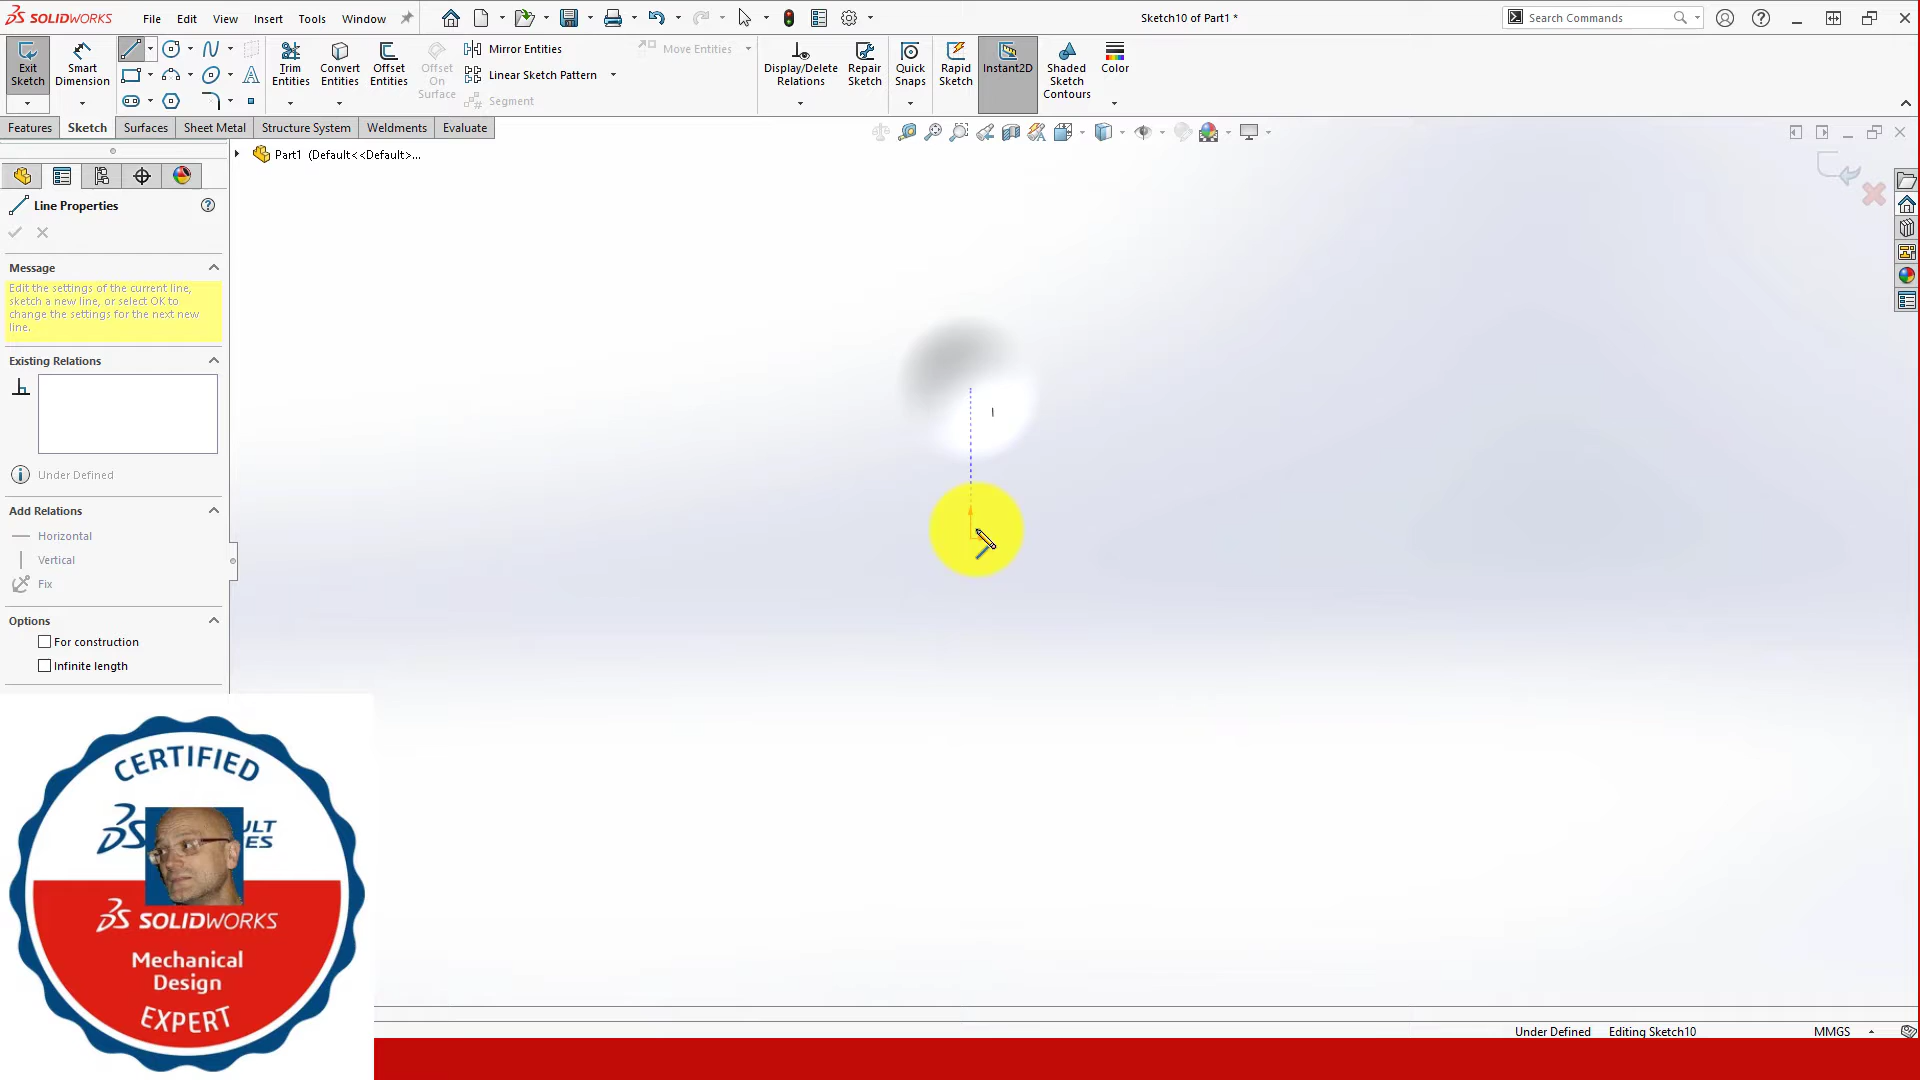 SOLIDWORKS File Edit View Insert Tools Window Sketch10 of Part1 * Search Commands
Exit Sketch
Smart Dimension
Trim Entities
Convert Entities
Offset Entities
Offset On Surface
Mirror Entities
Linear Sketch Pattern
Segment
Move Entities
Display/Delete Relations
Repair Sketch
Quick Snaps
Rapid Sketch
Instant2D
Shaded Sketch Contours
Color
Features Sketch Surfaces Sheet Metal Structure System Weldments Evaluate
Part1 (Default<<Default>...
Line Properties
Message
Edit the settings of the current line,
sketch a new line, or select OK to
change the settings for the next new
line.
Existing Relations
Under Defined
Add Relations
Horizontal
Vertical
Fix
Options
For construction
Infinite length
CERTIFIED
SOLIDWORKS
Mechanical
Design
EXPERT
Under Defined Editing Sketch10 MMGS